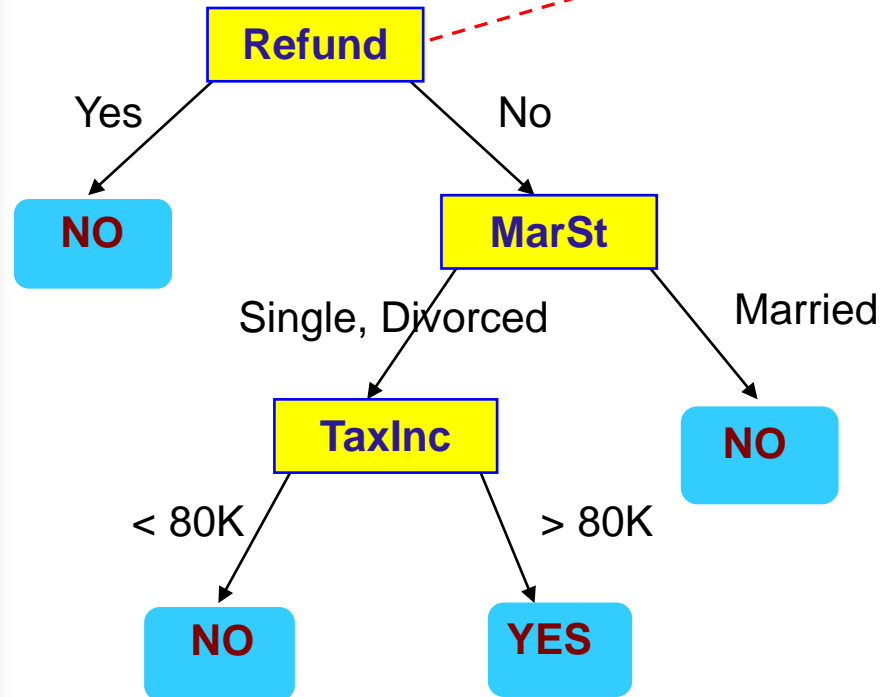 Refund
Yes
No
NO
MarSt
Single, Divorced
Married
TaxInc
NO
< 80K
> 80K
NO
YES